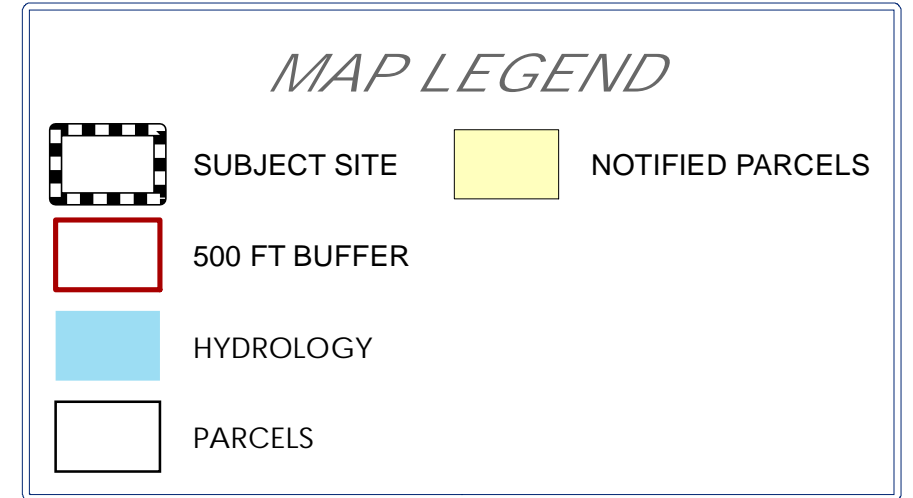 MAP LEGEND
SUBJECT SITE
NOTIFIED PARCELS
500 FT BUFFER
HYDROLOGY
PARCELS